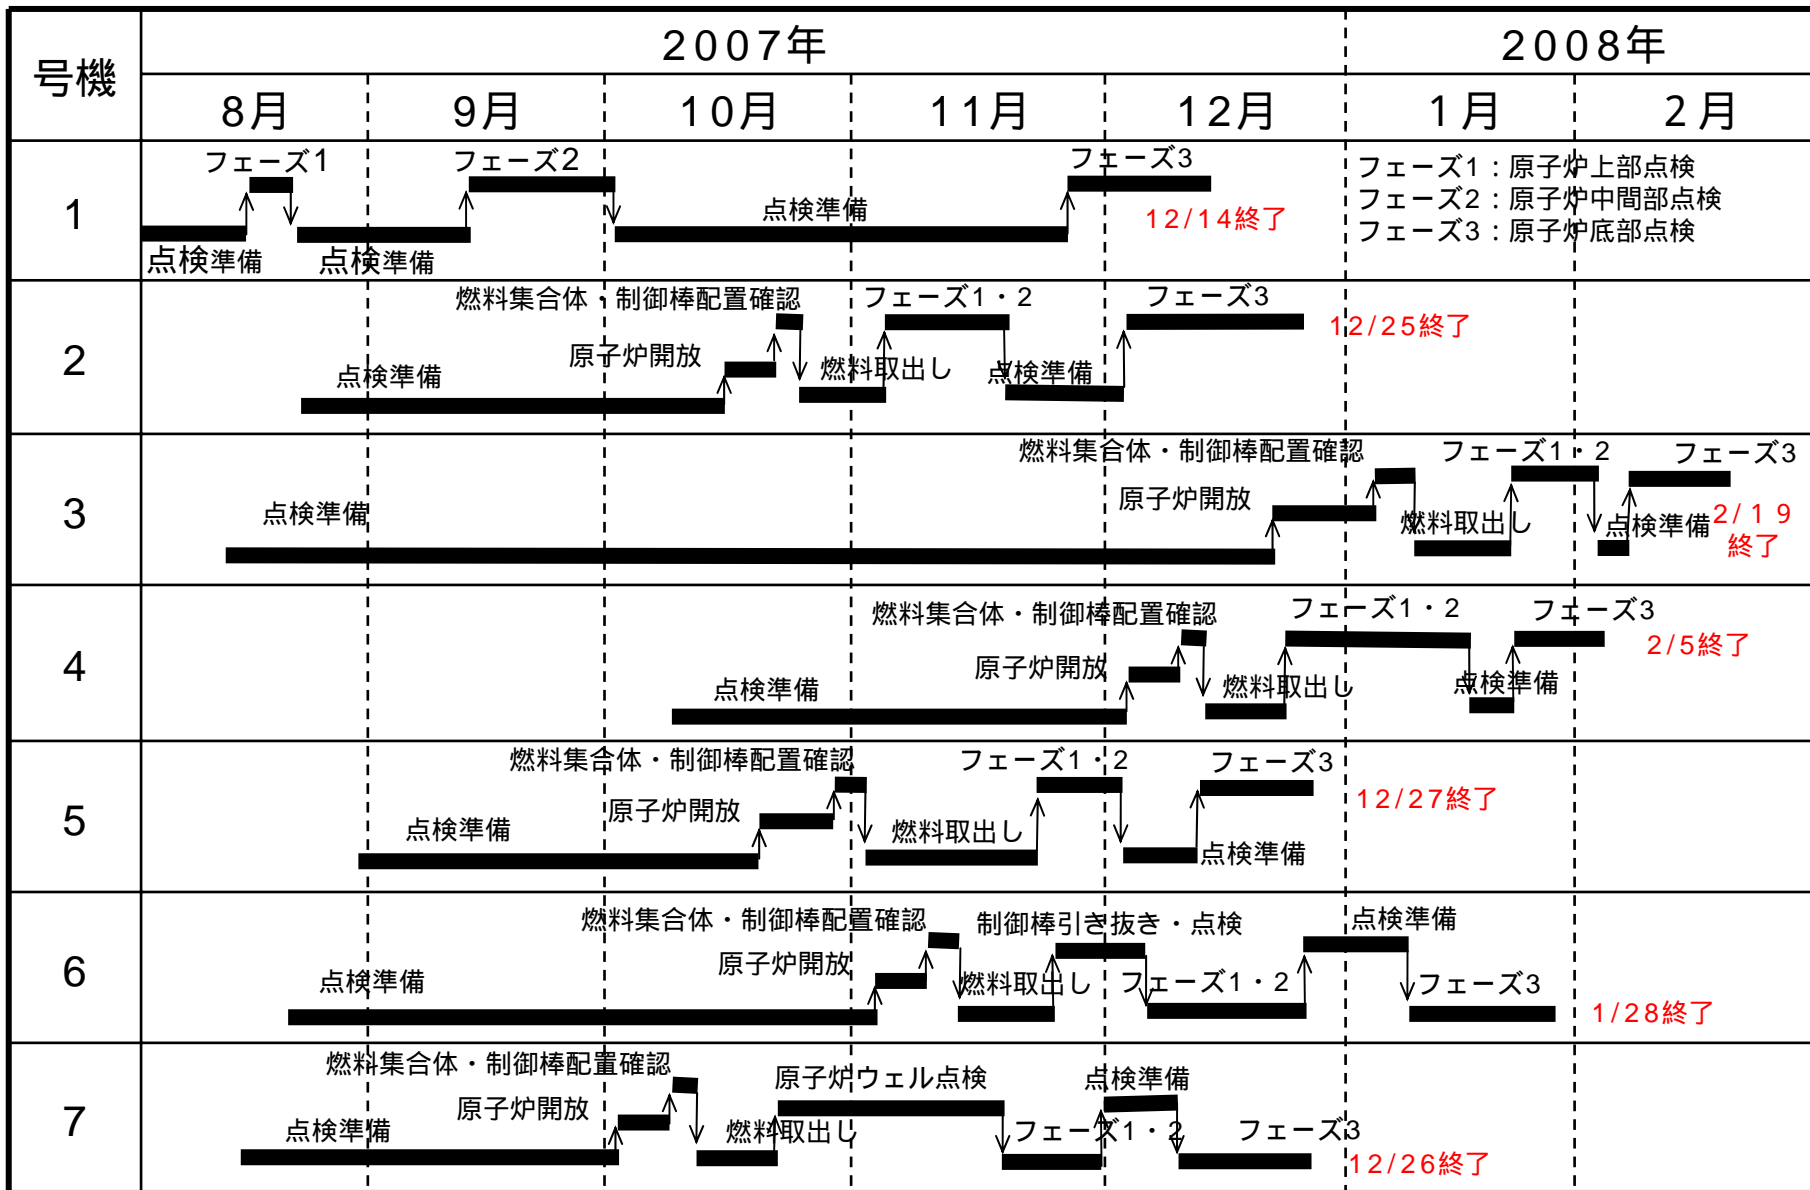 号機
2007年
2008年
8月
9月
10月
11月
12月
1月
2月
1
フェーズ1
フェーズ2
フェーズ3
点検準備
点検準備
点検準備
12/14終了
フェーズ1：原子炉上部点検
フェーズ2：原子炉中間部点検
フェーズ3：原子炉底部点検
2
点検準備
原子炉開放
燃料集合体・制御棒配置確認
燃料取出し
フェーズ1・2
点検準備
フェーズ3
12/25終了
3
点検準備
原子炉開放
燃料集合体・制御棒配置確認
燃料取出し
フェーズ1・2
点検準備
フェーズ3
2/19
終了
4
点検準備
原子炉開放
燃料集合体・制御棒配置確認
燃料取出し
フェーズ1・2
点検準備
フェーズ3
2/5終了
5
点検準備
原子炉開放
燃料集合体・制御棒配置確認
燃料取出し
フェーズ1・2
点検準備
フェーズ3
12/27終了
6
点検準備
原子炉開放
燃料集合体・制御棒配置確認
燃料取出し
制御棒引き抜き・点検
フェーズ1・2
点検準備
フェーズ3
1/28終了
7
点検準備
原子炉開放
燃料集合体・制御棒配置確認
燃料取出し
原子炉ウェル点検
フェーズ1・2
点検準備
フェーズ3
12/26終了